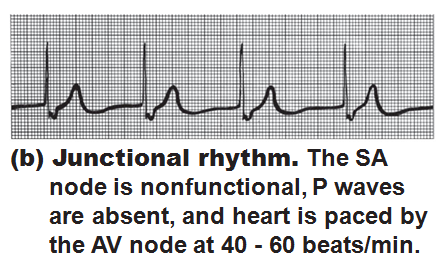 (b) Junctional rhythm. The SA
node is nonfunctional, P waves
are absent, and heart is paced by
the AV node at 40 - 60 beats/min.